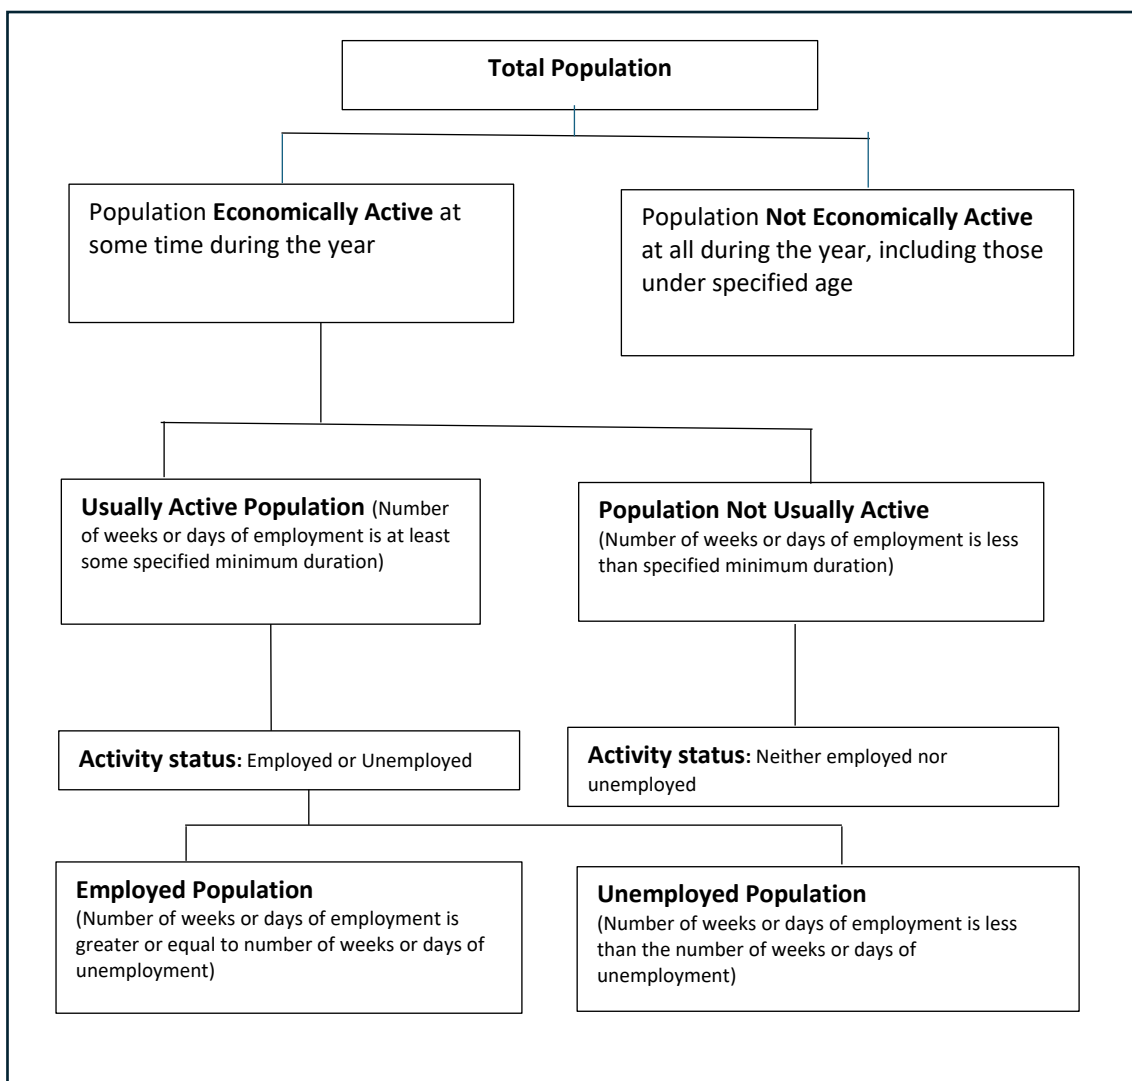 Total Population
Population Economically Active at
some time during the year
Population Not Economically Active
at all during the year, including those
under specified age
Usually Active Population (Number
of weeks or days of employment is at least
some specified minimum duration)
Population Not Usually Active
(Number of weeks or days of employment is less
than specified minimum duration)
Activity status: Employed or Unemployed
Activity status: Neither employed nor
unemployed
Employed Population
(Number of weeks or days of employment is
greater or equal to number of weeks or days of
unemployment)
Unemployed Population
(Number of weeks or days of employment is less
than the number of weeks or days of
unemployment)